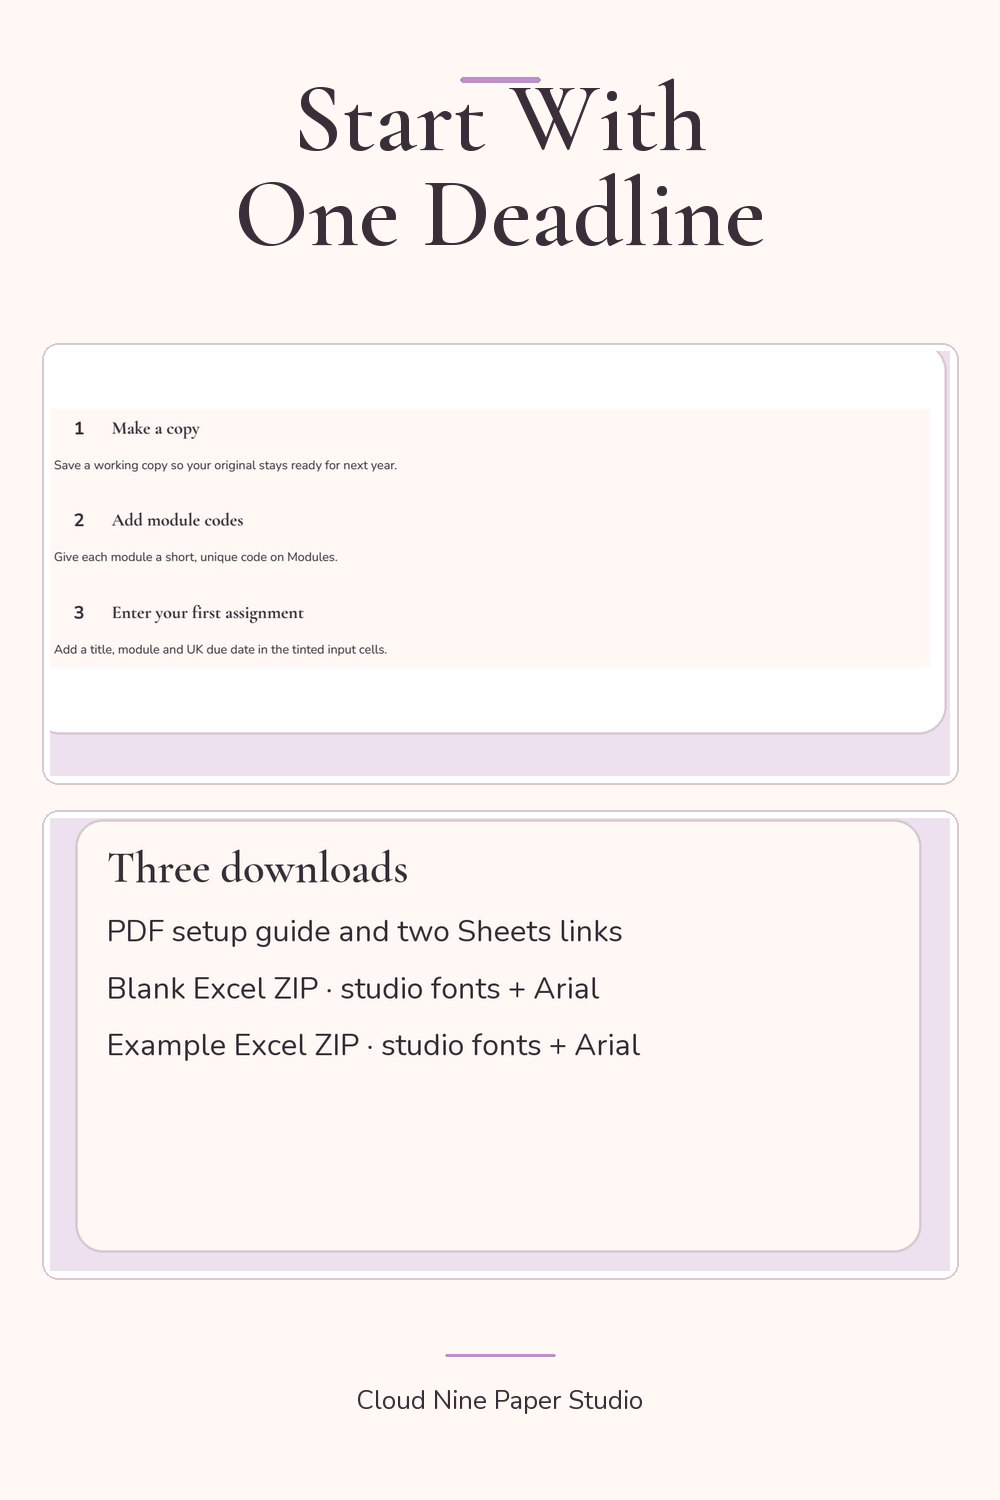 Start With
One Deadline
1 Make a copy
Save a working copy so your original stays ready for next year.
2 Add module codes
Give each module a short, unique code on Modules.
3 Enter your first assignment
Add a title, module and UK due date in the tinted input cells.
Three downloads
PDF setup guide and two Sheets links
Blank Excel ZIP · studio fonts + Arial
Example Excel ZIP · studio fonts + Arial
Cloud Nine Paper Studio